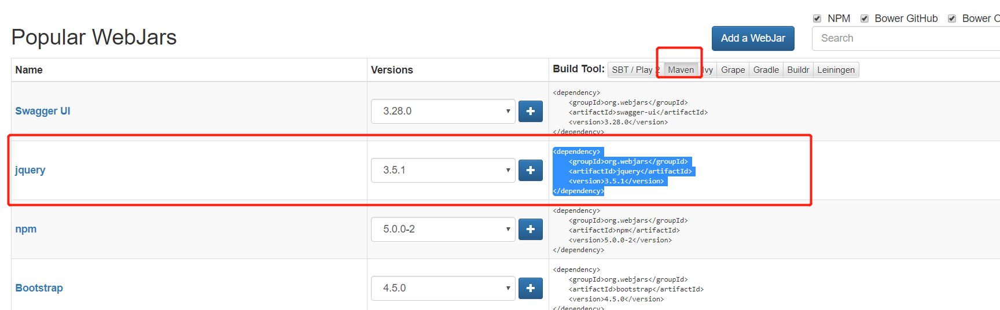 NPM Bower GitHub Bower
Popular WebJars
Add a WebJar
Search
Name
Versions
Build Tool:
SBT / Play 2
Maven
Ivy
Grape
Gradle
Buildr
Leiningen
Swagger UI
3.28.0
<dependency>
    <groupId>org.webjars</groupId>
    <artifactId>swagger-ui</artifactId>
    <version>3.28.0</version>
</dependency>
jquery
3.5.1
<dependency>
    <groupId>org.webjars</groupId>
    <artifactId>jquery</artifactId>
    <version>3.5.1</version>
</dependency>
npm
5.0.0-2
<dependency>
    <groupId>org.webjars</groupId>
    <artifactId>npm</artifactId>
    <version>5.0.0-2</version>
</dependency>
Bootstrap
4.5.0
<dependency>
    <groupId>org.webjars</groupId>
    <artifactId>bootstrap</artifactId>
    <version>4.5.0</version>
</dependency>